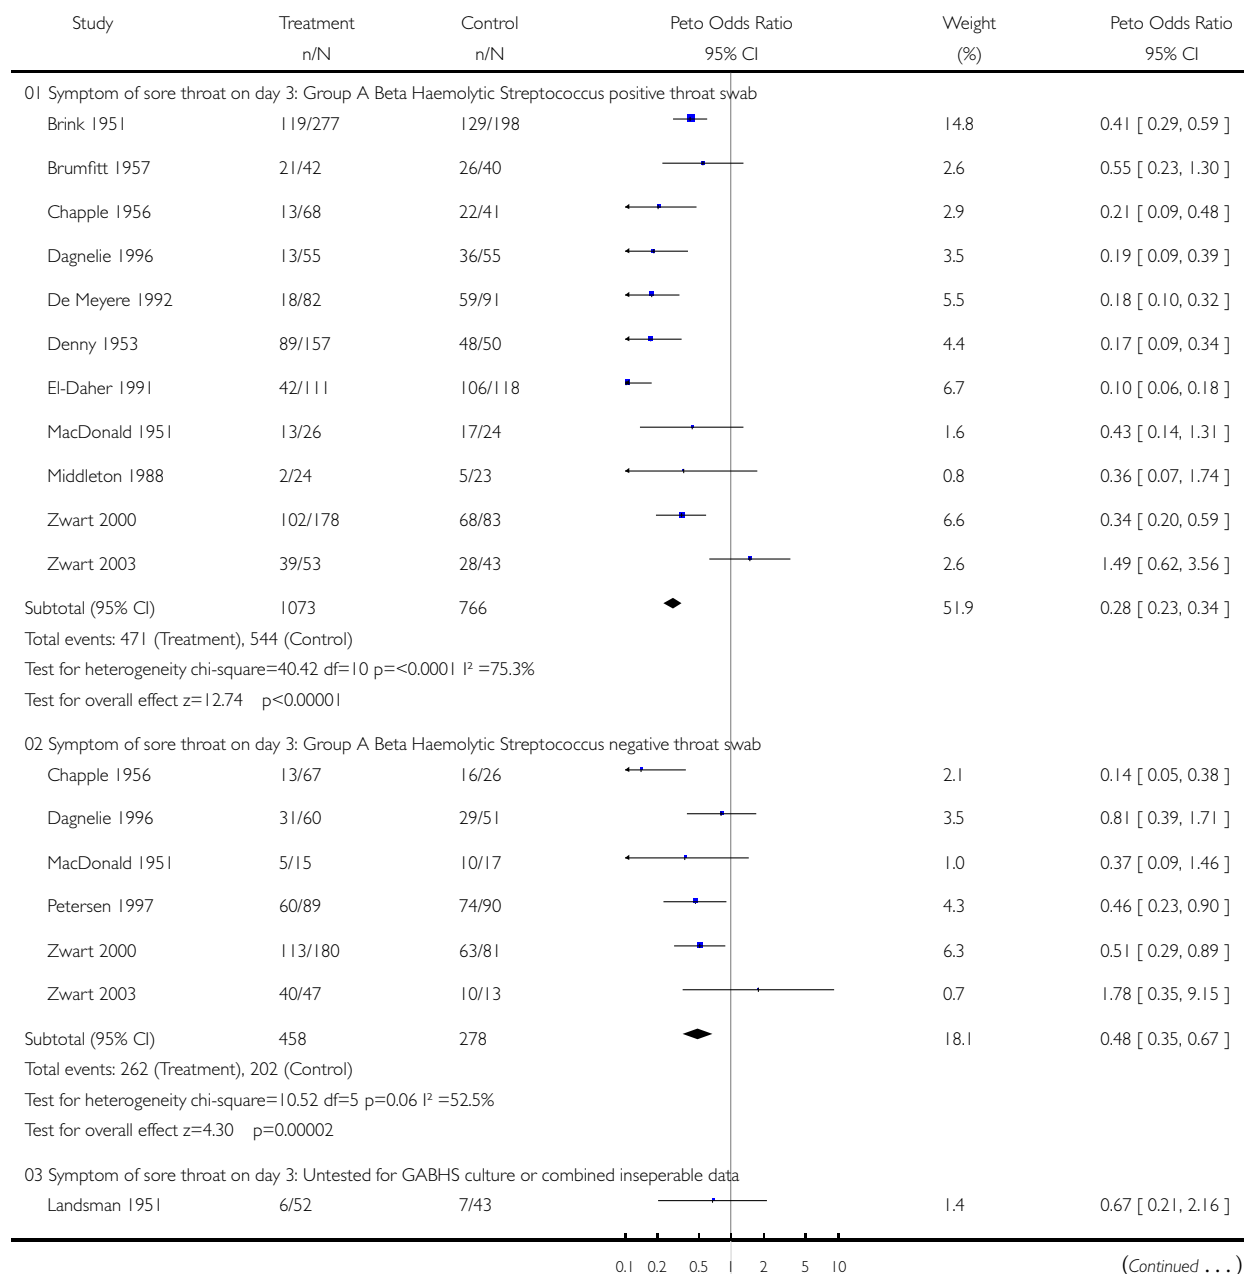 Study Treatment Control Peto Odds Ratio Weight Peto Odds Ratio
n/N n/N 95% CI (%) 95% CI
01 Symptom of sore throat on day 3: Group A Beta Haemolytic Streptococcus positive throat swab
Brink 1951 119/277 129/198 14.8 0.41 [ 0.29, 0.59 ]
Brumfitt 1957 21/42 26/40 2.6 0.55 [ 0.23, 1.30 ]
Chapple 1956 13/68 22/41 2.9 0.21 [ 0.09, 0.48 ]
Dagnelie 1996 13/55 36/55 3.5 0.19 [ 0.09, 0.39 ]
De Meyere 1992 18/82 59/91 5.5 0.18 [ 0.10, 0.32 ]
Denny 1953 89/157 48/50 4.4 0.17 [ 0.09, 0.34 ]
El-Daher 1991 42/111 106/118 6.7 0.10 [ 0.06, 0.18 ]
MacDonald 1951 13/26 17/24 1.6 0.43 [ 0.14, 1.31 ]
Middleton 1988 2/24 5/23 0.8 0.36 [ 0.07, 1.74 ]
Zwart 2000 102/178 68/83 6.6 0.34 [ 0.20, 0.59 ]
Zwart 2003 39/53 28/43 2.6 1.49 [ 0.62, 3.56 ]
Subtotal (95% CI) 1073 766 51.9 0.28 [ 0.23, 0.34 ]
Total events: 471 (Treatment), 544 (Control)
Test for heterogeneity chi-square=40.42 df=10 p=<0.0001 I² =75.3%
Test for overall effect z=12.74 p<0.00001
02 Symptom of sore throat on day 3: Group A Beta Haemolytic Streptococcus negative throat swab
Chapple 1956 13/67 16/26 2.1 0.14 [ 0.05, 0.38 ]
Dagnelie 1996 31/60 29/51 3.5 0.81 [ 0.39, 1.71 ]
MacDonald 1951 5/15 10/17 1.0 0.37 [ 0.09, 1.46 ]
Petersen 1997 60/89 74/90 4.3 0.46 [ 0.23, 0.90 ]
Zwart 2000 113/180 63/81 6.3 0.51 [ 0.29, 0.89 ]
Zwart 2003 40/47 10/13 0.7 1.78 [ 0.35, 9.15 ]
Subtotal (95% CI) 458 278 18.1 0.48 [ 0.35, 0.67 ]
Total events: 262 (Treatment), 202 (Control)
Test for heterogeneity chi-square=10.52 df=5 p=0.06 I² =52.5%
Test for overall effect z=4.30 p=0.00002
03 Symptom of sore throat on day 3: Untested for GABHS culture or combined inseperable data
Landsman 1951 6/52 7/43 1.4 0.67 [ 0.21, 2.16 ]
0.1 0.2 0.5 1 2 5 10
(Continued . . . )